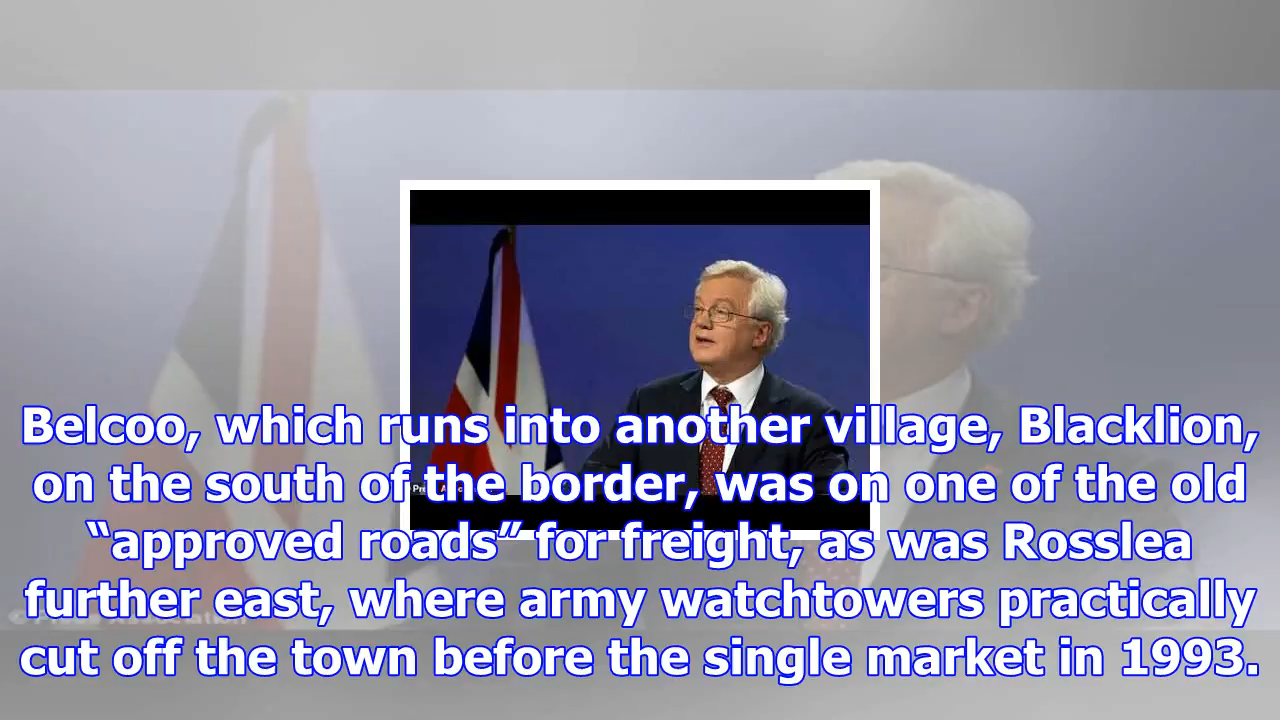 Belcoo, which runs into another village, Blacklion,
on the south of the border, was on one of the old
“approved roads” for freight, as was Rosslea
further east, where army watchtowers practically
cut off the town before the single market in 1993.